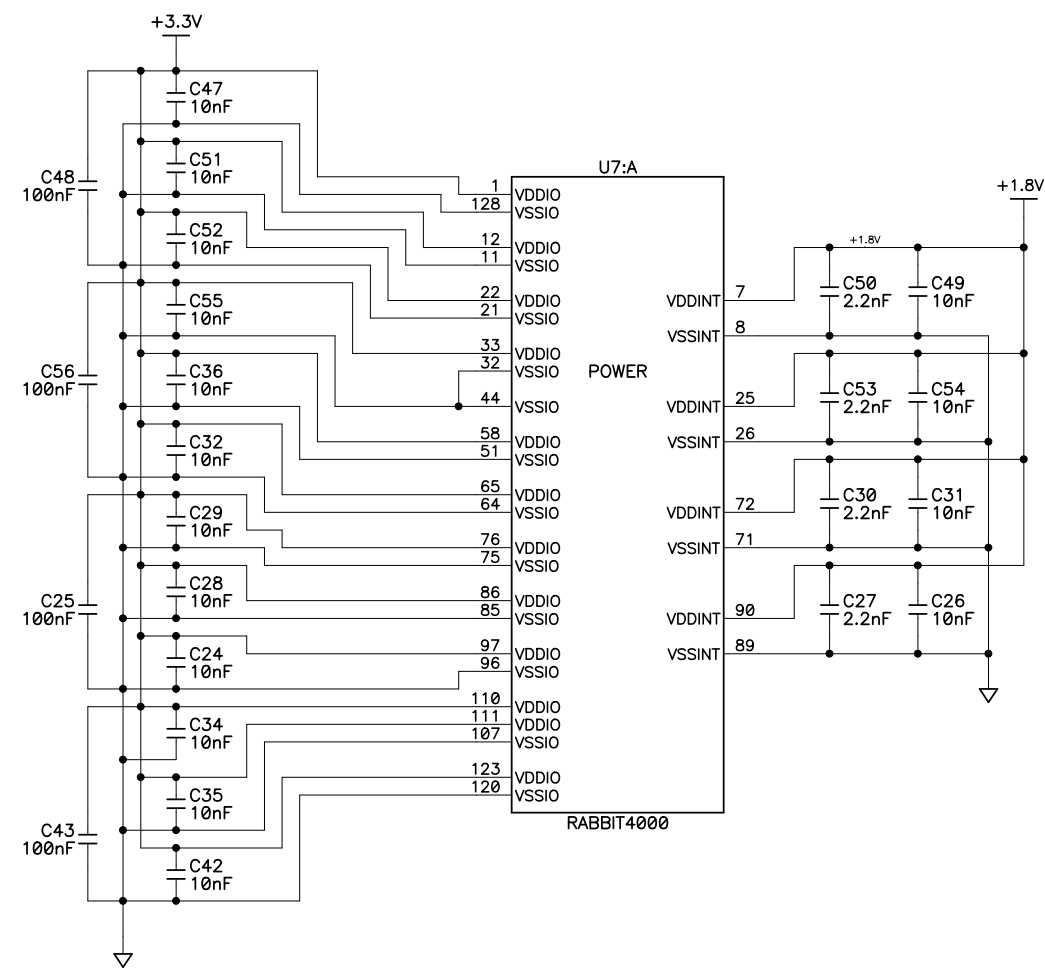 +3.3V
C47
10nF
C51
10nF
C48
100nF
C52
10nF
C55
10nF
C56
100nF
C36
10nF
C32
10nF
C29
10nF
C28
10nF
C25
100nF
C24
10nF
C34
10nF
C35
10nF
C43
100nF
C42
10nF
U7:A
1 VDDIO
128 VSSIO
12 VDDIO
11 VSSIO
22 VDDIO
21 VSSIO
33 VDDIO
32 VSSIO
44 VSSIO
58 VDDIO
51 VSSIO
65 VDDIO
64 VSSIO
76 VDDIO
75 VSSIO
86 VDDIO
85 VSSIO
97 VDDIO
96 VSSIO
110 VDDIO
111 VDDIO
107 VSSIO
123 VDDIO
120 VSSIO
POWER
RABBIT4000
VDDINT 7
VSSINT 8
VDDINT 25
VSSINT 26
VDDINT 72
VSSINT 71
VDDINT 90
VSSINT 89
+1.8V
+1.8V
C50
2.2nF
C49
10nF
C53
2.2nF
C54
10nF
C30
2.2nF
C31
10nF
C27
2.2nF
C26
10nF